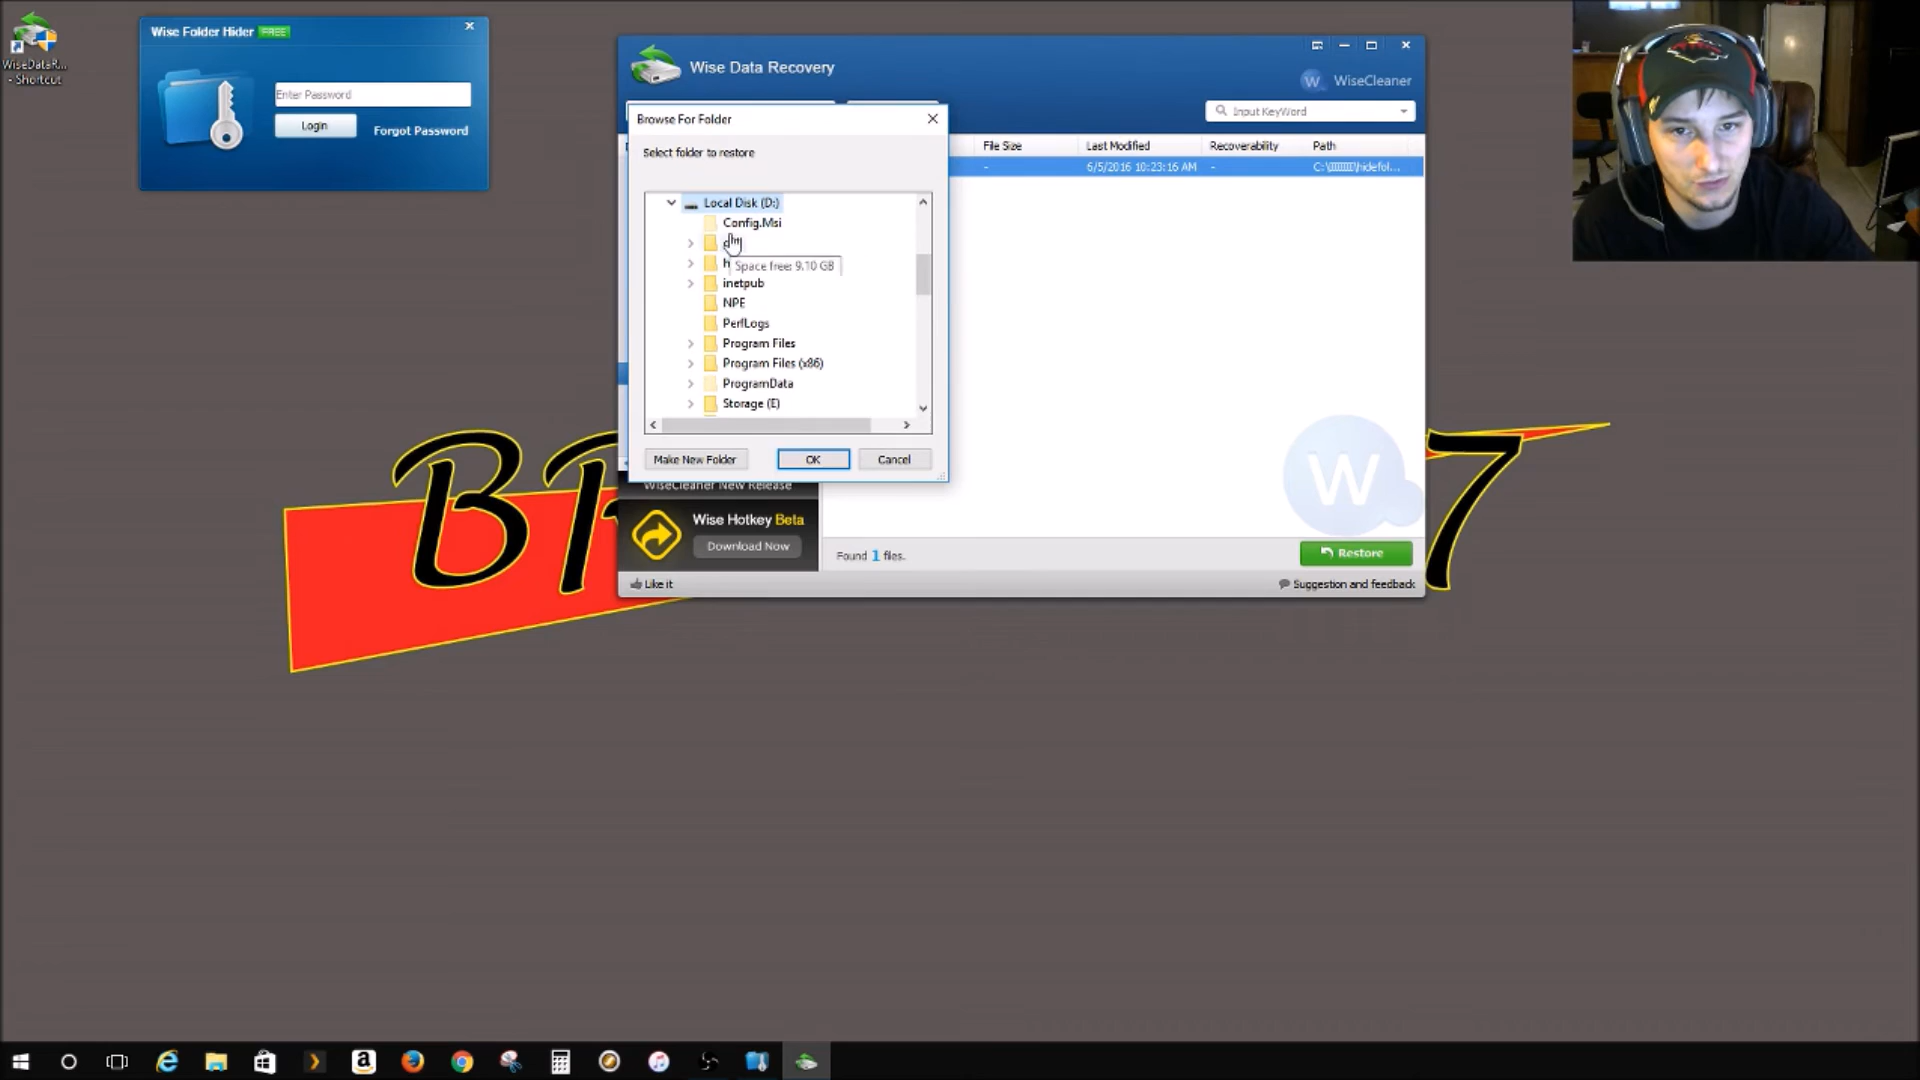 WiseDataR...
- Shortcut
Wise Folder Hider FREE
Enter Password
Login
Forgot Password
Wise Data Recovery
WiseCleaner
Input KeyWord
Browse For Folder
Select folder to restore
File Size
Last Modified
Recoverability
Path
6/5/2016 10:23:16 AM
-
-
Local Disk (D:)
Config.Msi
Space free: 9.10 GB
inetpub
NPE
PerfLogs
Program Files
Program Files (x86)
ProgramData
Storage (E)
Make New Folder
OK
Cancel
WiseCleaner New Release
Wise Hotkey Beta
Download Now
Found 1 files.
Restore
Like it
Suggestion and feedback
W
7